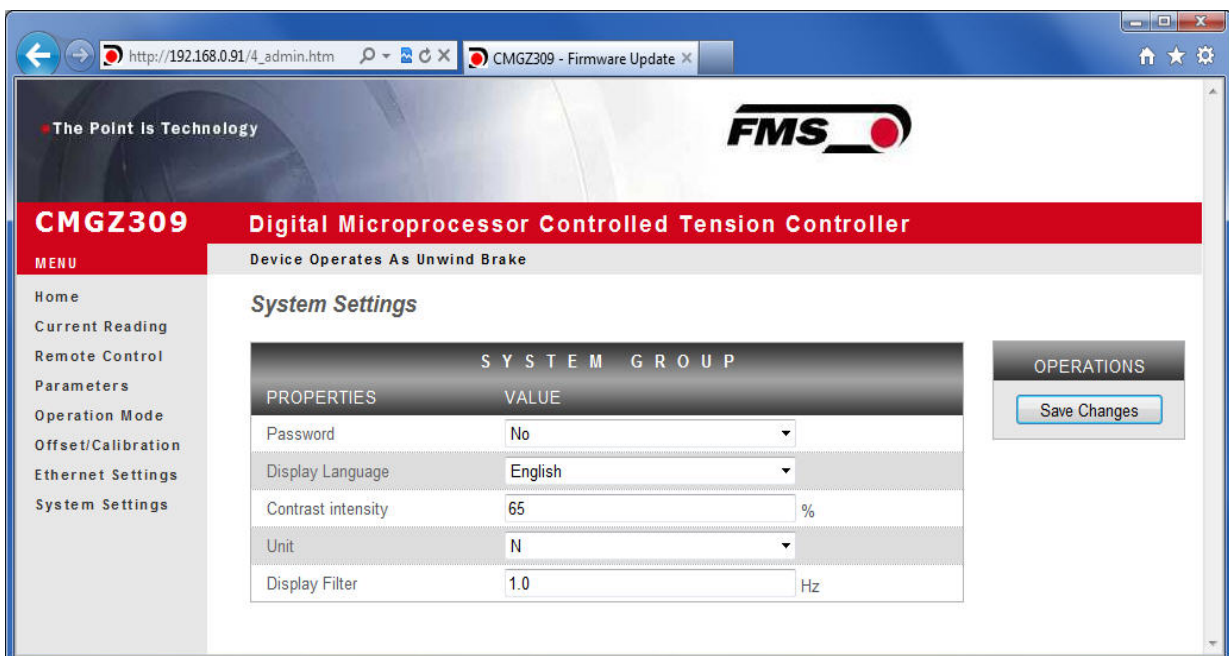 http://192.168.0.91/4_admin.htm
CMGZ309 - Firmware Update
The Point Is Technology
FMS
CMGZ309
Digital Microprocessor Controlled Tension Controller
MENU
Device Operates As Unwind Brake
Home
Current Reading
Remote Control
Parameters
Operation Mode
Offset/Calibration
Ethernet Settings
System Settings
System Settings
SYSTEM GROUP
PROPERTIES VALUE
Password No
Display Language English
Contrast intensity 65 %
Unit N
Display Filter 1.0 Hz
OPERATIONS
Save Changes